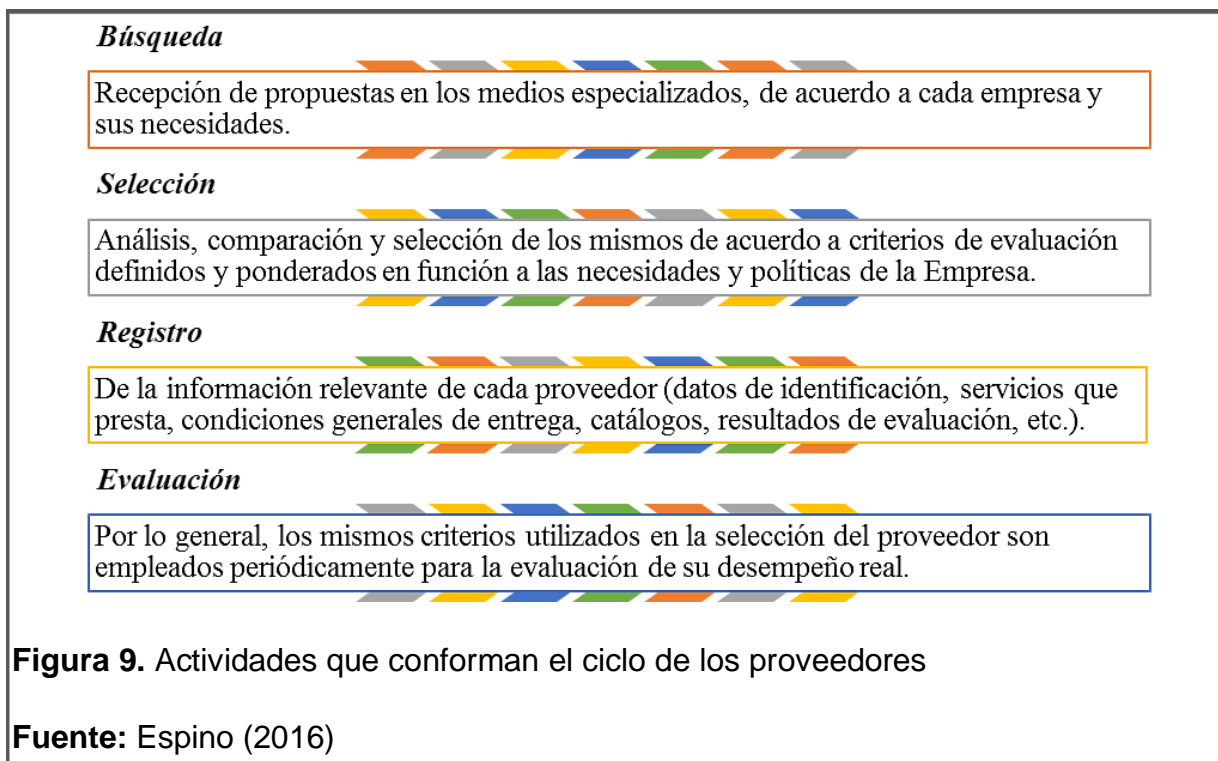 Búsqueda
Recepción de propuestas en los medios especializados, de acuerdo a cada empresa y
sus necesidades.
Selección
Análisis, comparación y selección de los mismos de acuerdo a criterios de evaluación
definidos y ponderados en función a las necesidades y políticas de la Empresa.
Registro
De la información relevante de cada proveedor (datos de identificación, servicios que
presta, condiciones generales de entrega, catálogos, resultados de evaluación, etc.).
Evaluación
Por lo general, los mismos criterios utilizados en la selección del proveedor son
empleados periódicamente para la evaluación de su desempeño real.
Figura 9. Actividades que conforman el ciclo de los proveedores
Fuente: Espino (2016)